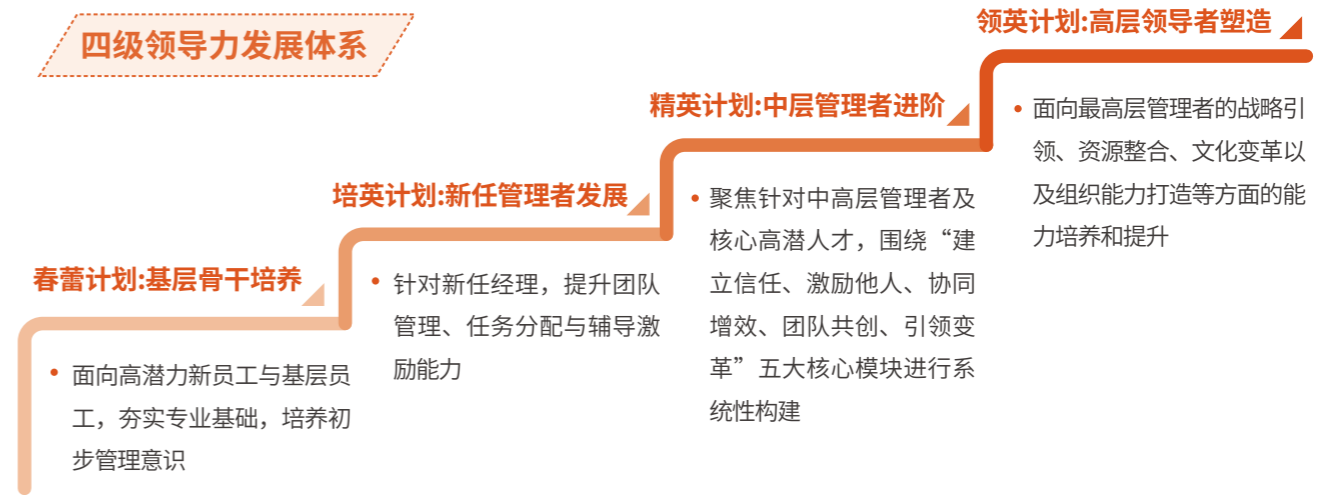 四级领导力发展体系
春蕾计划:基层骨干培养
面向高潜力新员工与基层员
工，夯实专业基础，培养初
步管理意识
培英计划:新任管理者发展
针对新任经理，提升团队
管理、任务分配与辅导激
励能力
精英计划:中层管理者进阶
聚焦针对中高层管理者及
核心高潜人才，围绕“建
立信任、激励他人、协同
增效、团队共创、引领变
革”五大核心模块进行系
统性构建
领英计划:高层领导者塑造
面向最高层管理者的战略引
领、资源整合、文化变革以
及组织能力打造等方面的能
力培养和提升